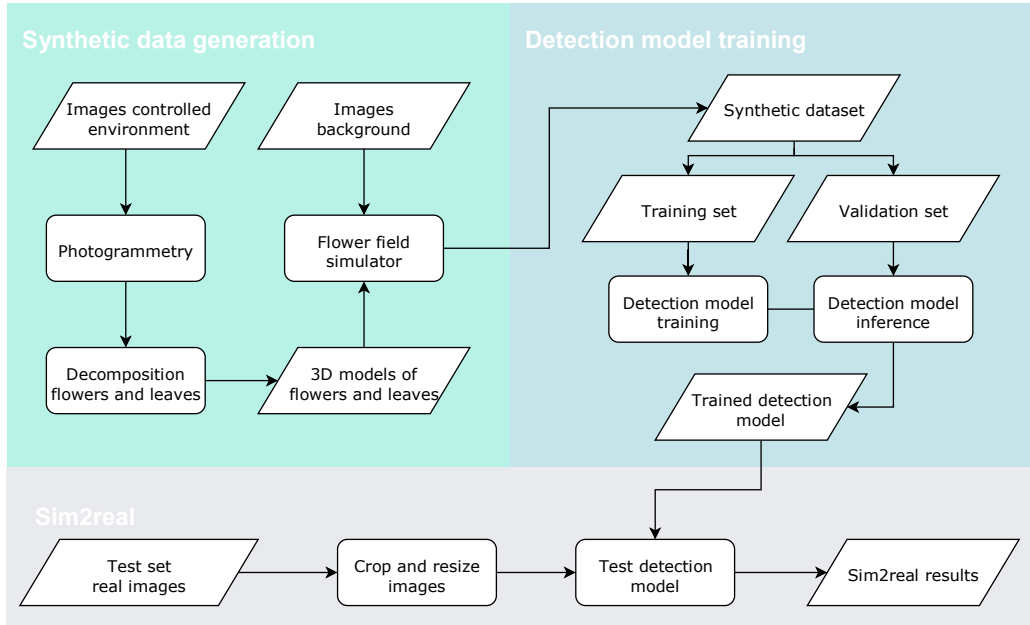 Synthetic data generation
Images controlled
environment
Images
background
Photogrammetry
Flower field
simulator
Decomposition
flowers and leaves
3D models of
flowers and leaves
Detection model training
Synthetic dataset
Training set
Validation set
Detection model
training
Detection model
inference
Trained detection
model
Sim2real
Test set
real images
Crop and resize
images
Test detection
model
Sim2real results